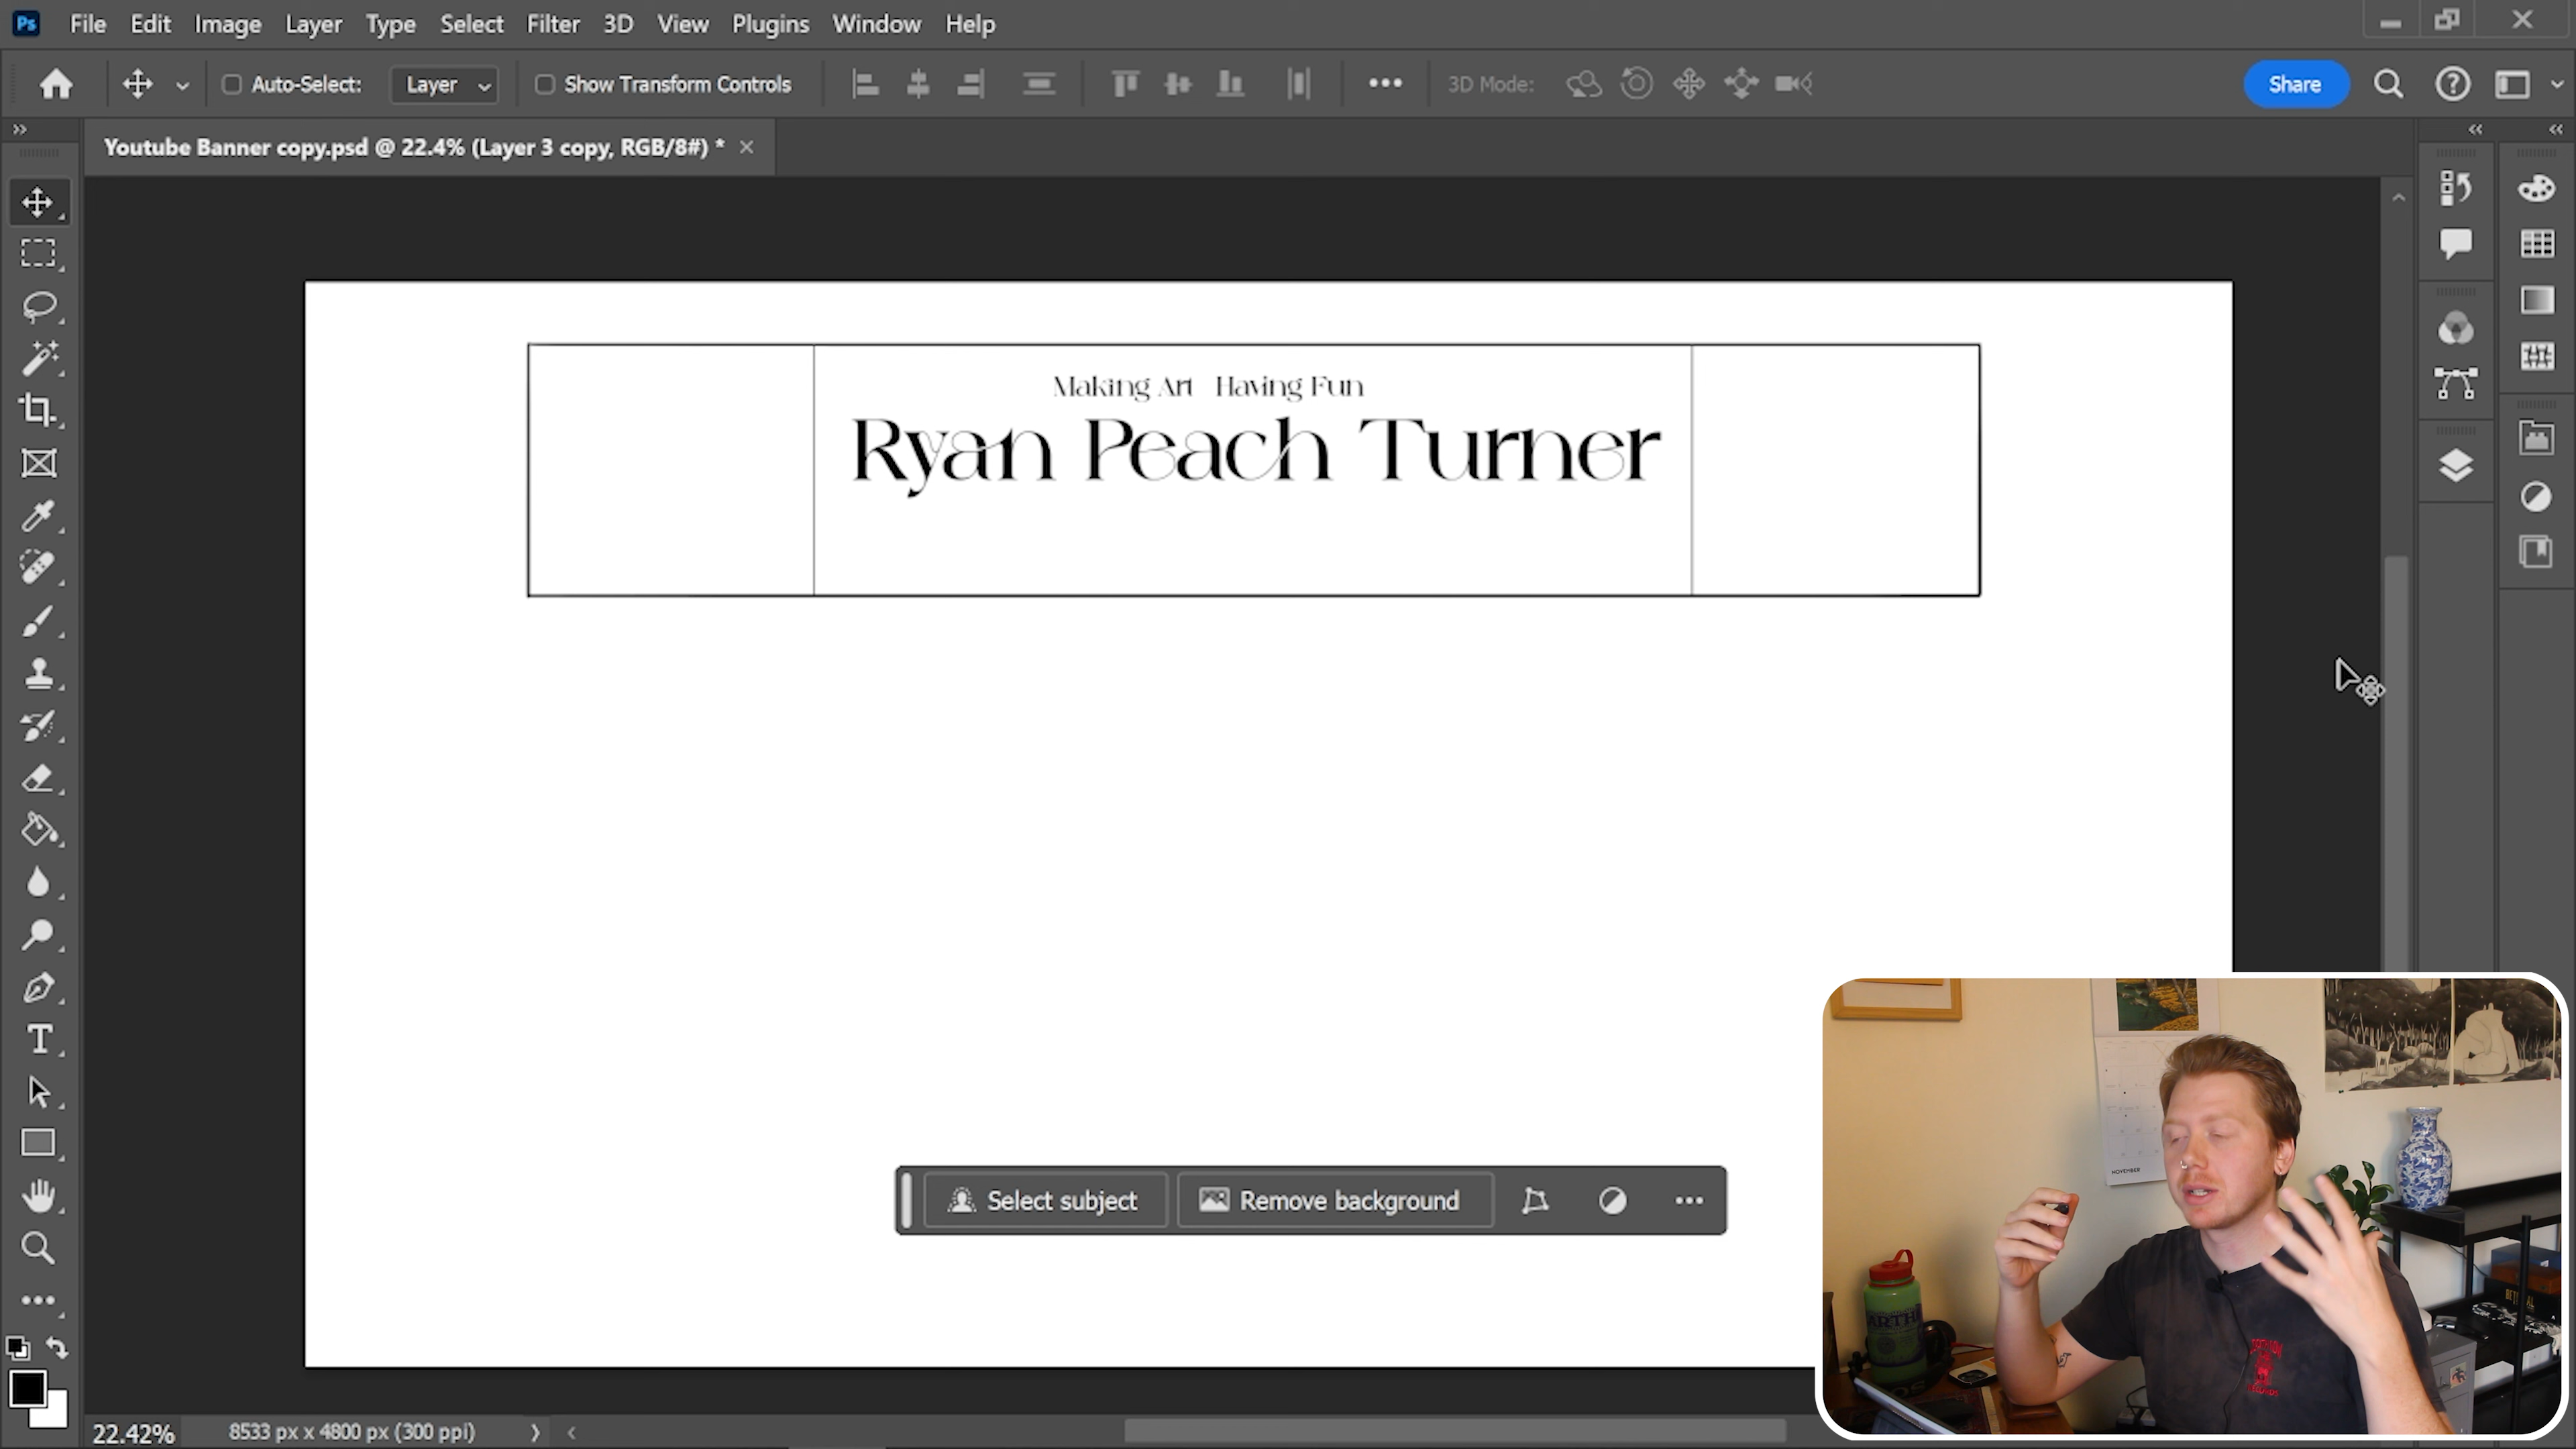 Ps File Edit Image Layer Type Select Filter 3D View Plugins Window Help
Auto-Select: Layer Show Transform Controls 3D Mode: Share
Youtube Banner copy.psd @ 22.4% (Layer 3 copy, RGB/8#) *
Making Art Having Fun
Ryan Peach Turner
Select subject Remove background
NOVEMBER
22.42% 8533 px x 4800 px (300 ppi)